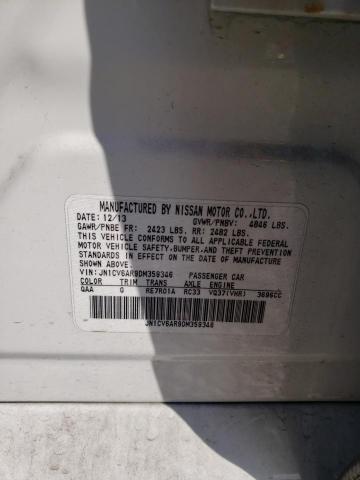 MANUFACTURED BY NISSAN MOTOR CO.,LTD.
DATE: 12/13 GVWR/PNBV: 4846 LBS.
GAWR/PNBE FR: 2423 LBS. RR: 2482 LBS.
THIS VEHICLE CONFORMS TO ALL APPLICABLE FEDERAL
MOTOR VEHICLE SAFETY, BUMPER, AND THEFT PREVENTION
STANDARDS IN EFFECT ON THE DATE OF MANUFACTURE
SHOWN ABOVE.
VIN: JN1CV6AR9DM359346 PASSENGER CAR
COLOR TRIM TRANS AXLE ENGINE
QAA G RE7R01A RC33 VQ37(VHR) 3696CC
JN1CV6AR9DM359346